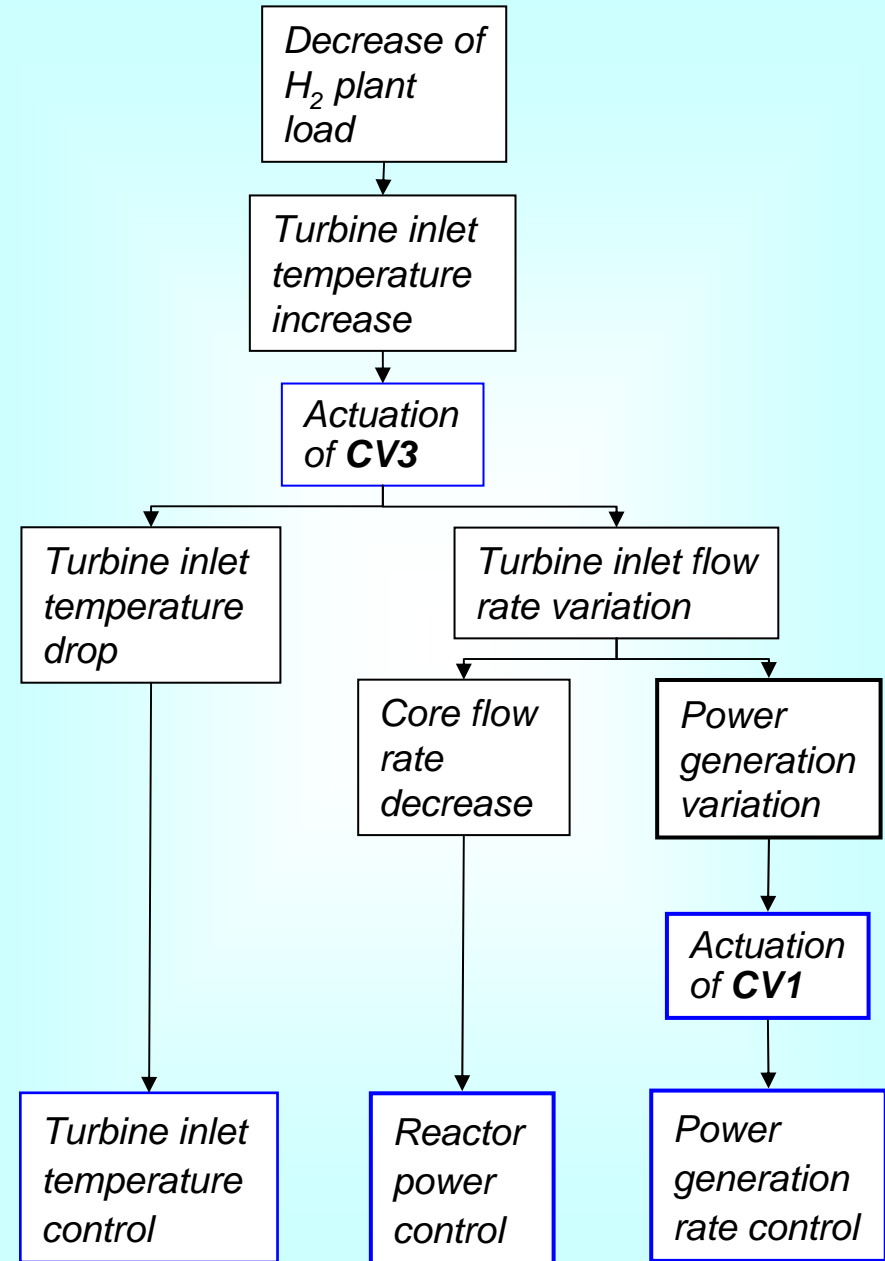 Decrease of
H₂ plant
load
Turbine inlet
temperature
increase
Actuation
of CV3
Turbine inlet
temperature
drop
Turbine inlet flow
rate variation
Core flow
rate
decrease
Power
generation
variation
Actuation
of CV1
Turbine inlet
temperature
control
Reactor
power
control
Power
generation
rate control